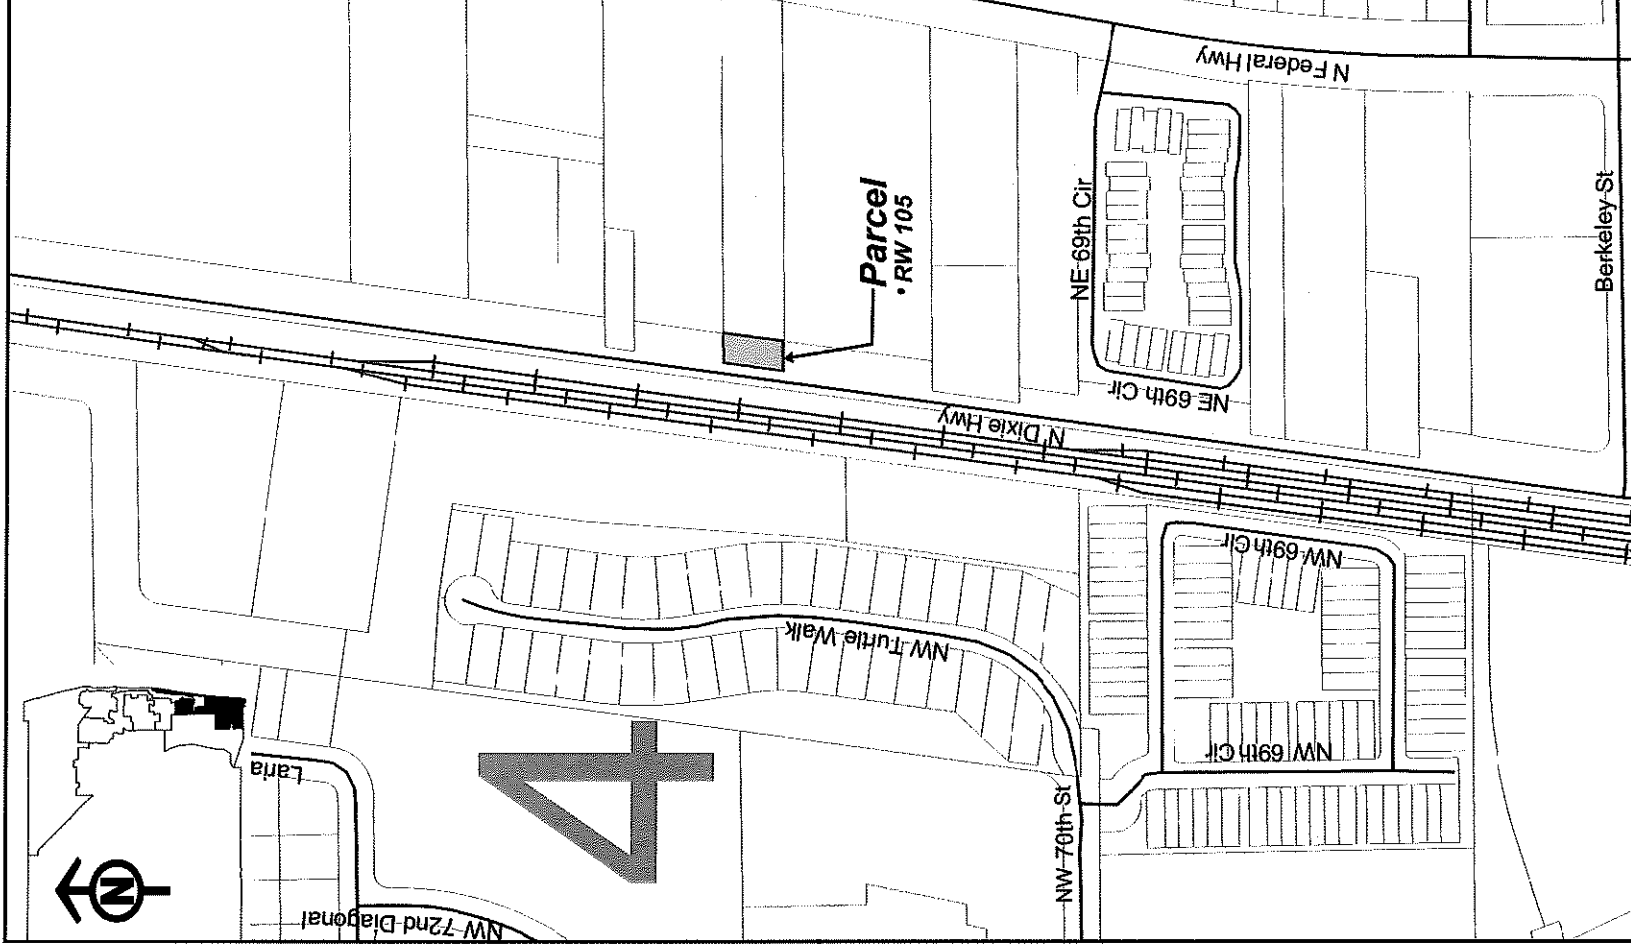 N Federal Hwy
Parcel
• RW 105
NE 69th Cir
Berkeley St
NE 69th Cir
N Dixie Hwy
NW 69th Cir
NW Turtle Walk
4
Laria
NW 69th Cir
NW 70th St
N
NW 72nd Diagonal